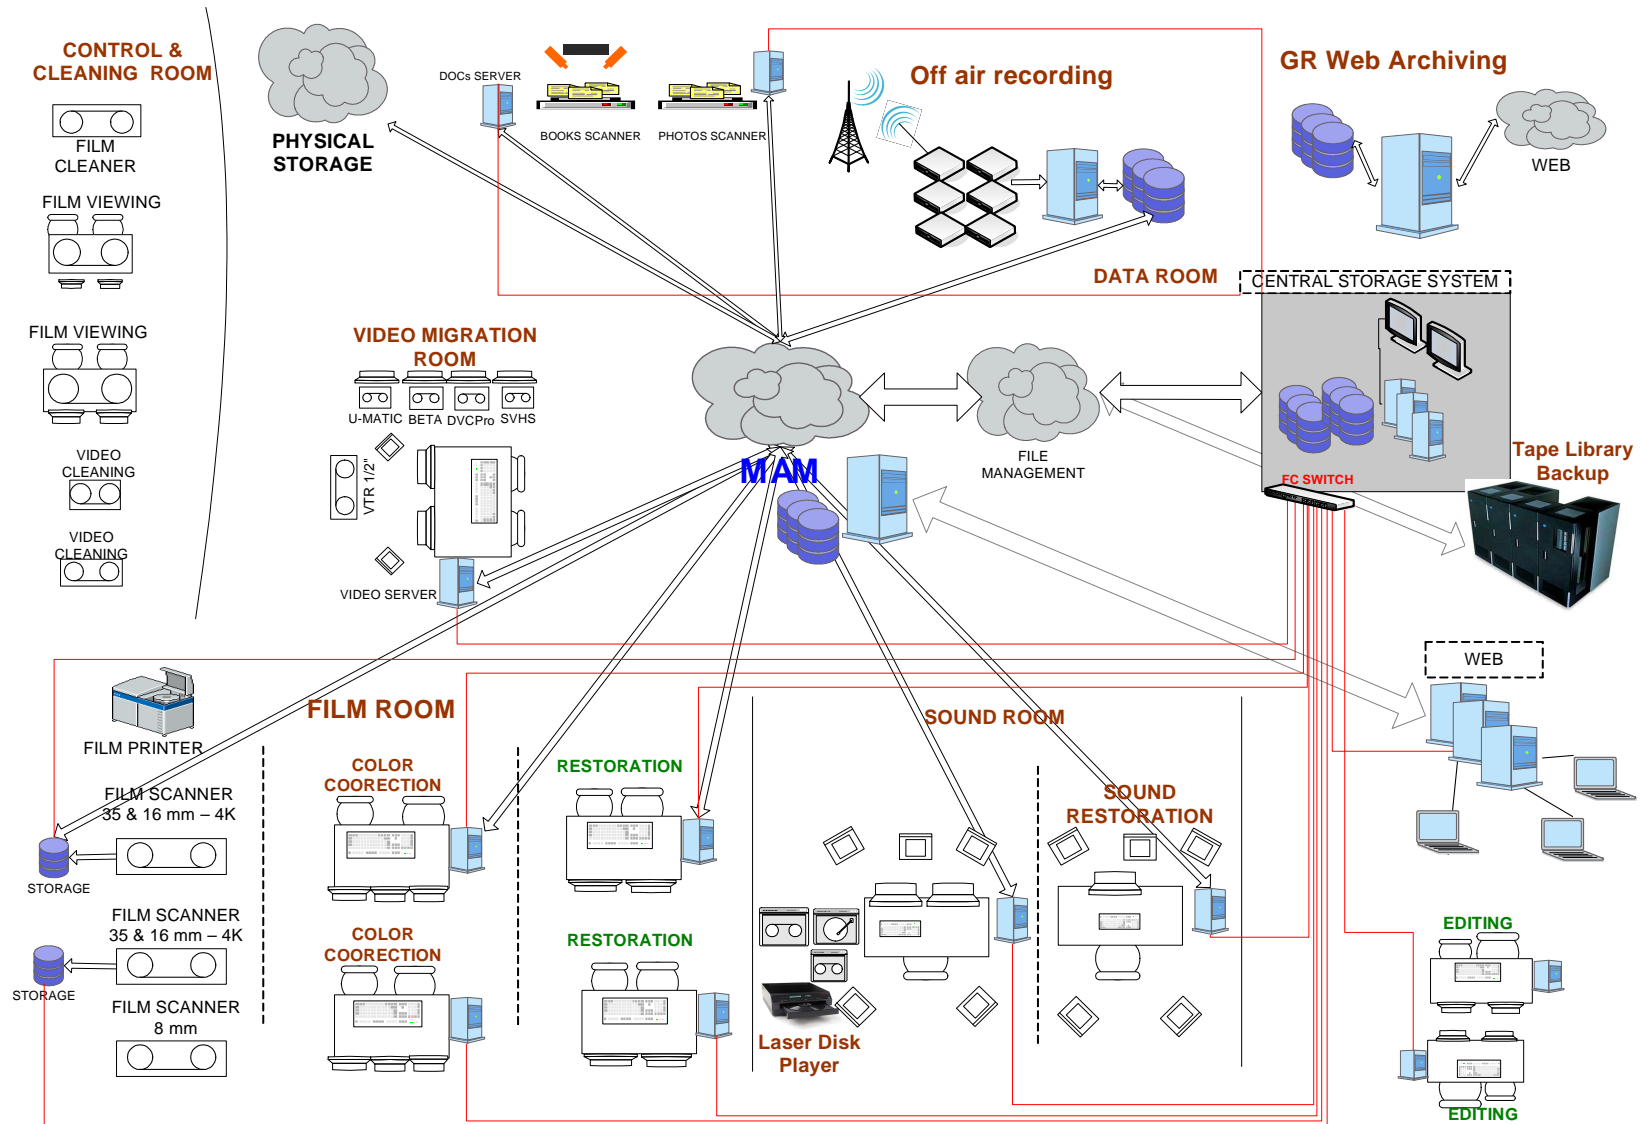 CONTROL &
CLEANING ROOM
FILM
CLEANER
FILM VIEWING
FILM VIEWING
VIDEO
CLEANING
VIDEO
CLEANING
PHYSICAL
STORAGE
DOCs SERVER
BOOKS SCANNER
PHOTOS SCANNER
Off air recording
GR Web Archiving
WEB
DATA ROOM
CENTRAL STORAGE SYSTEM
FC SWITCH
Tape Library
Backup
VIDEO MIGRATION
ROOM
U-MATIC
BETA
DVCPro
SVHS
VTR 1/2"
VIDEO SERVER
MAM
FILE
MANAGEMENT
WEB
FILM PRINTER
FILM ROOM
SOUND ROOM
FILM SCANNER
35 & 16 mm – 4K
STORAGE
FILM SCANNER
35 & 16 mm – 4K
STORAGE
FILM SCANNER
8 mm
COLOR
COORECTION
COLOR
COORECTION
RESTORATION
RESTORATION
SOUND
RESTORATION
Laser Disk
Player
EDITING
EDITING